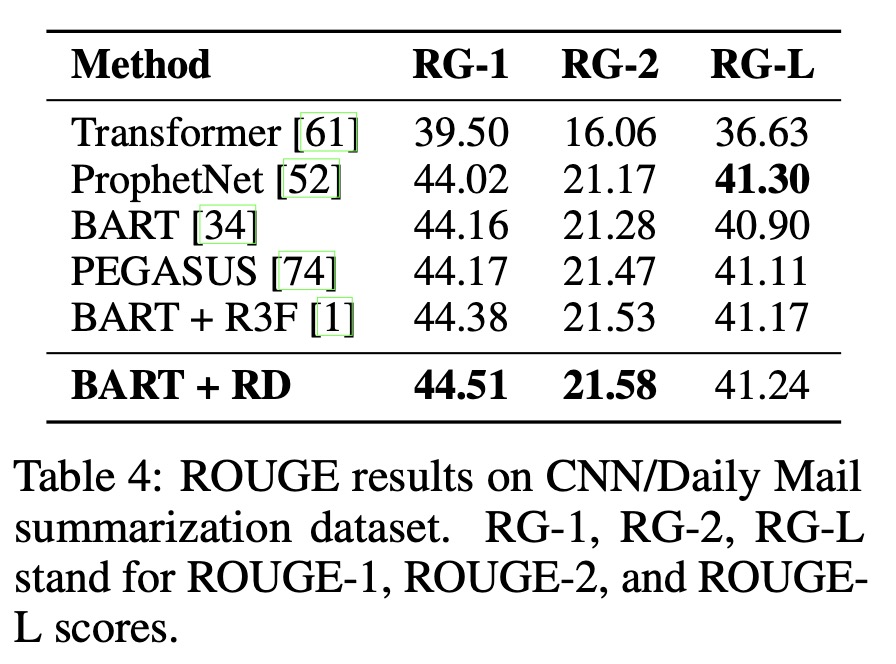 Method RG-1 RG-2 RG-L
Transformer [61] 39.50 16.06 36.63
ProphetNet [52] 44.02 21.17 41.30
BART [34] 44.16 21.28 40.90
PEGASUS [74] 44.17 21.47 41.11
BART + R3F [1] 44.38 21.53 41.17
BART + RD 44.51 21.58 41.24
Table 4: ROUGE results on CNN/Daily Mail
summarization dataset. RG-1, RG-2, RG-L
stand for ROUGE-1, ROUGE-2, and ROUGE-
L scores.